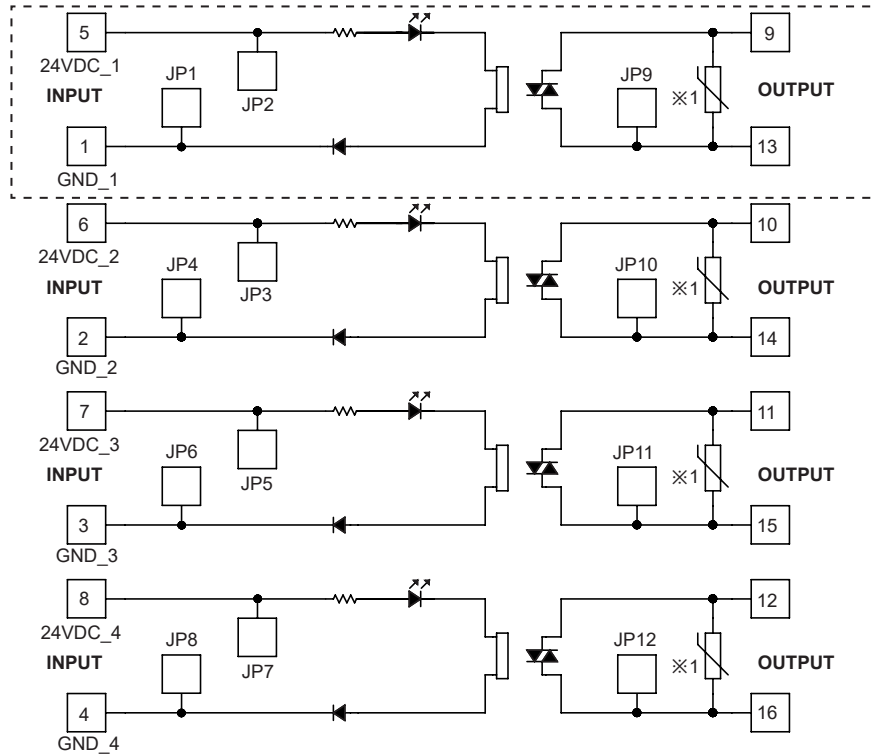 5
9
24VDC_1
JP1
JP9
INPUT
JP2
※1
OUTPUT
1
13
GND_1
6
10
24VDC_2
JP4
JP10
INPUT
JP3
※1
OUTPUT
2
14
GND_2
7
11
24VDC_3
JP6
JP11
INPUT
JP5
※1
OUTPUT
3
15
GND_3
8
12
24VDC_4
JP8
JP12
INPUT
JP7
※1
OUTPUT
4
16
GND_4